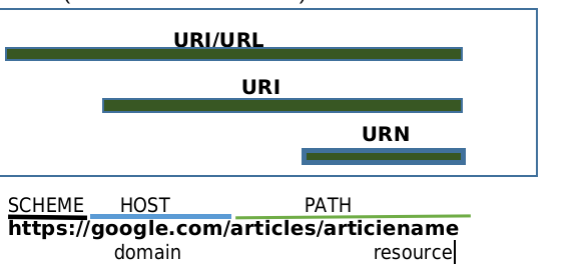 URI/URL
URI
URN
SCHEME HOST PATH
https://google.com/articles/articiename
domain resource